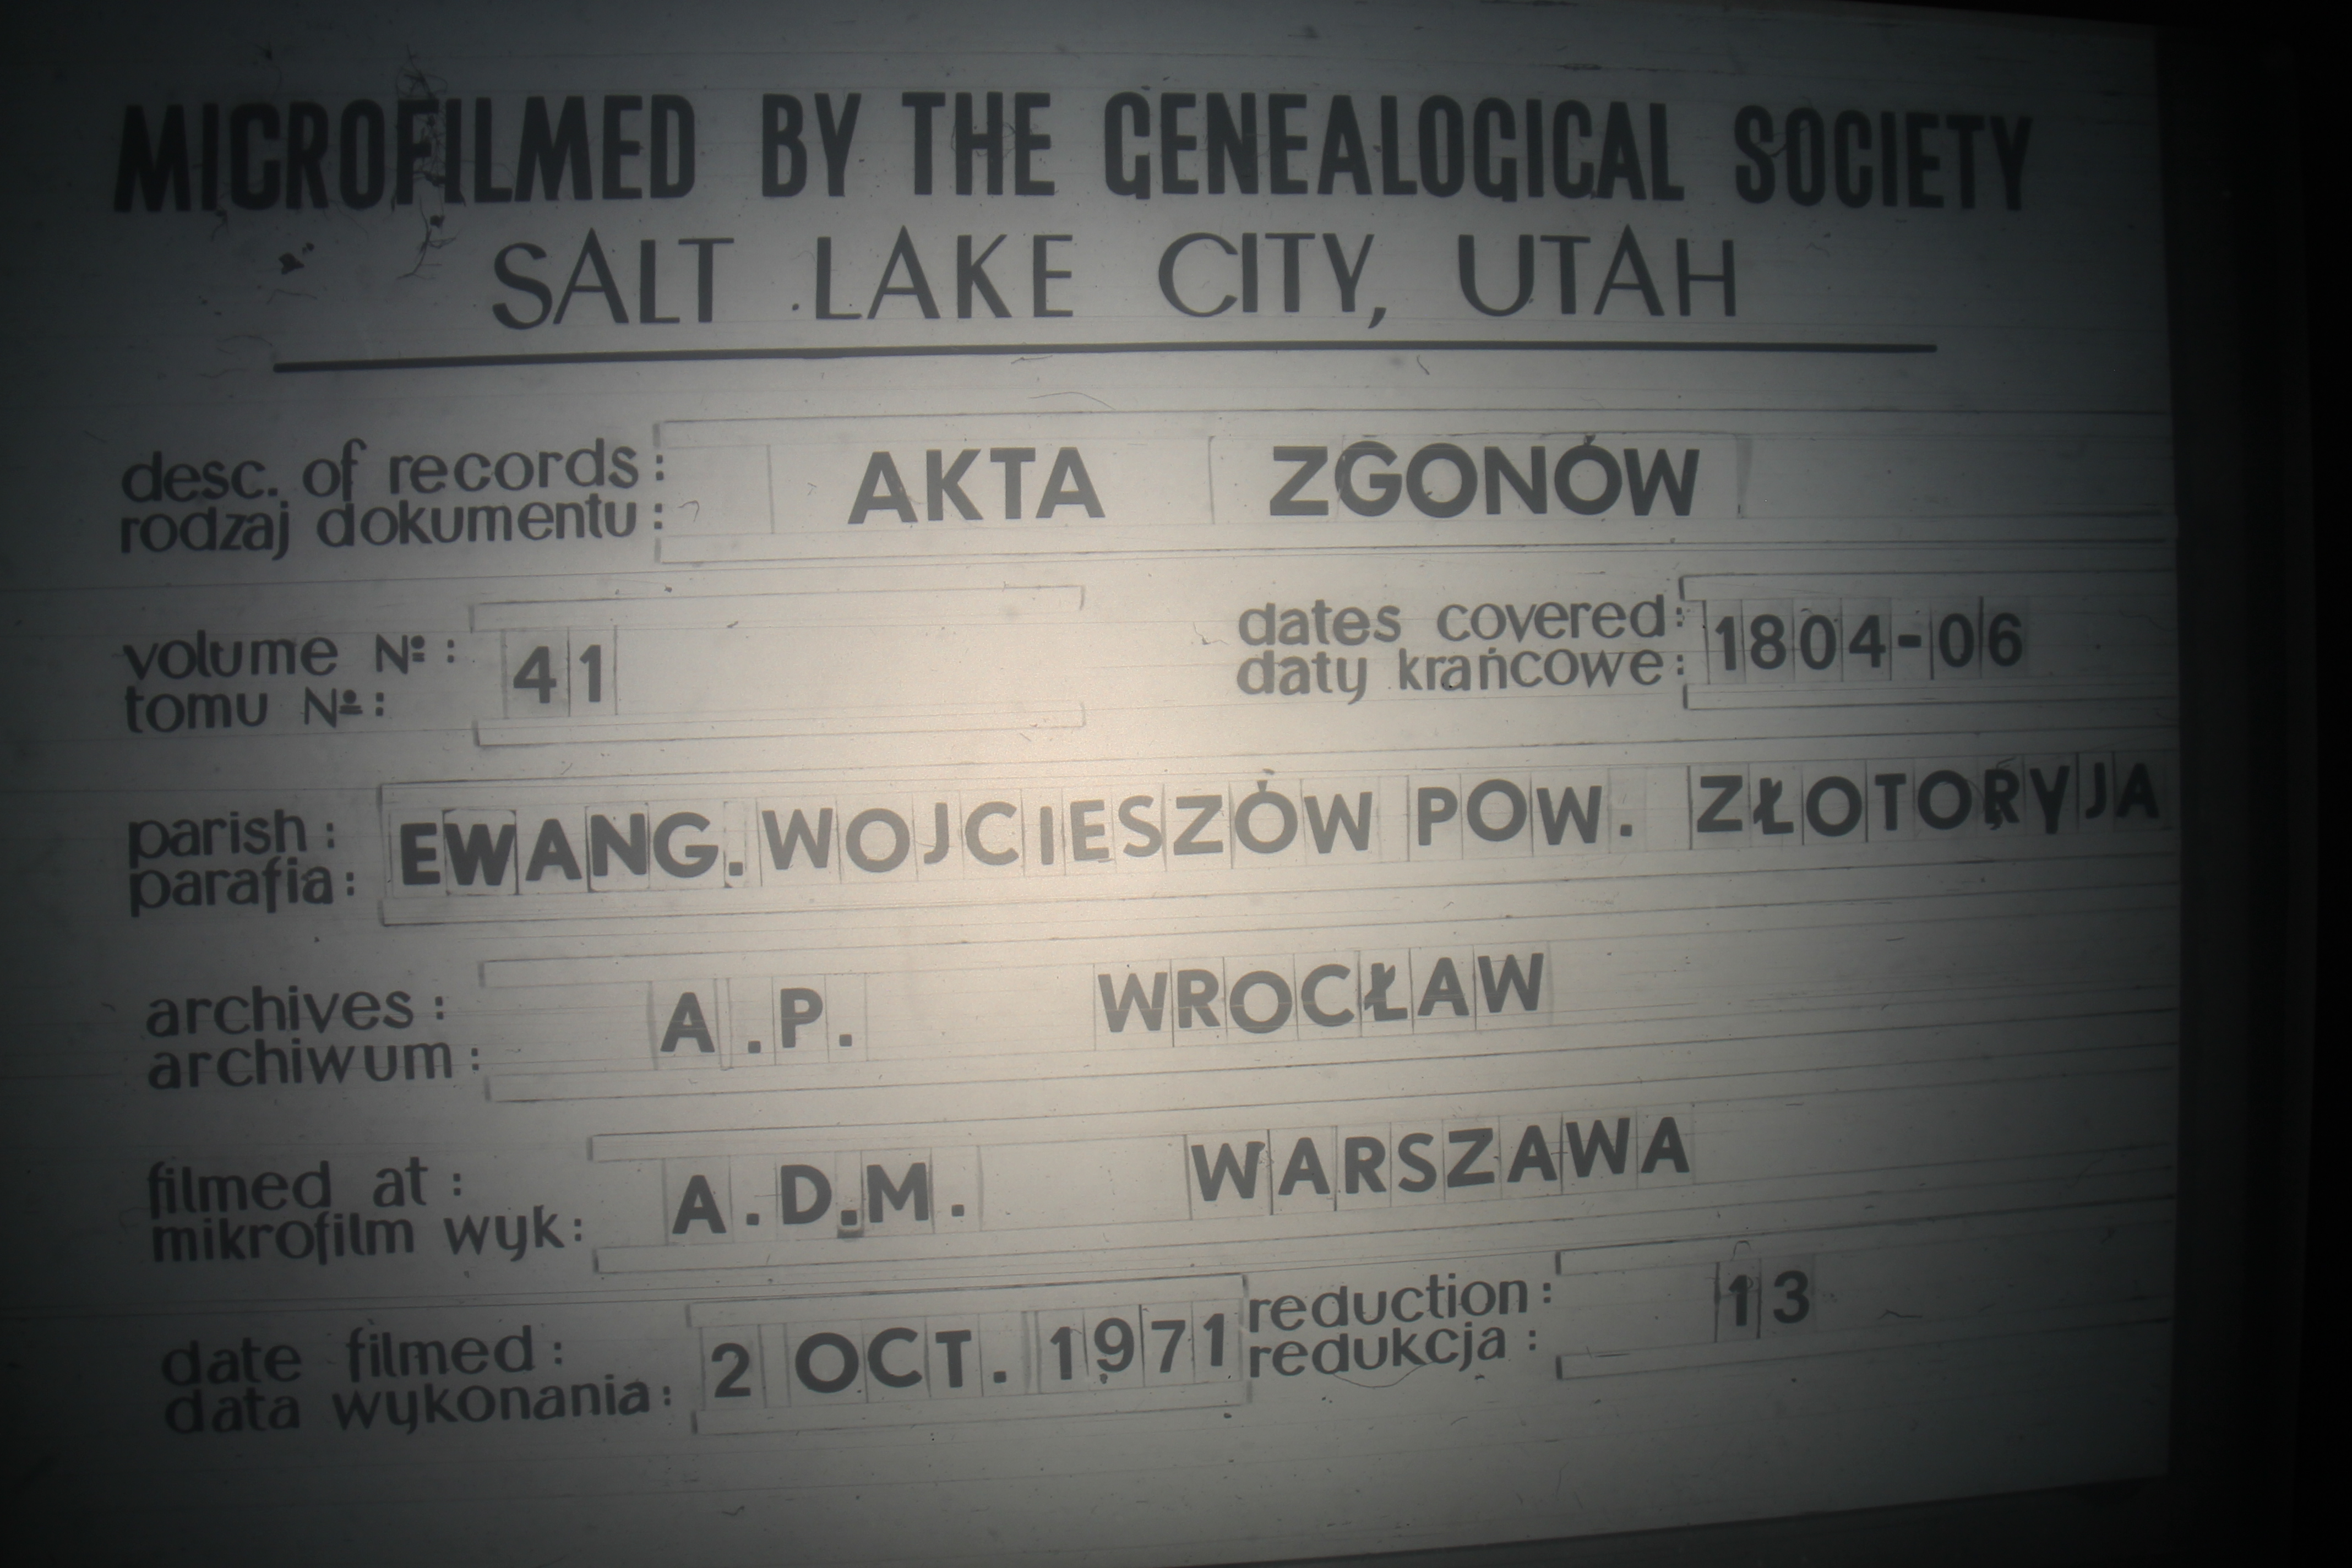 MICROFILMED BY THE GENEALOGICAL SOCIETY
SALT LAKE CITY, UTAH
desc. of records: AKTA ZGONÓW
rodzaj dokumentu:
volume Nº: 41
tomu Nº:
dates covered: 1804-06
daty krańcowe:
parish: EWANG. WOJCIESZÓW POW. ZŁOTORYJA
parafia:
archives: A.P. WROCŁAW
archiwum:
filmed at: A.D.M. WARSZAWA
mikrofilm wyk:
date filmed: 2 OCT. 1971
data wykonania:
reduction: 13
redukcja: